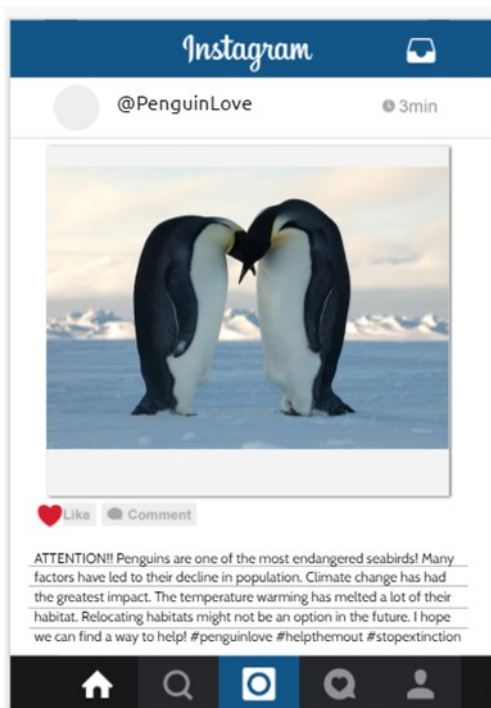 Instagram
@PenguinLove
3min
Like
Comment
ATTENTION!! Penguins are one of the most endangered seabirds! Many
factors have led to their decline in population. Climate change has had
the greatest impact. The temperature warming has melted a lot of their
habitat. Relocating habitats might not be an option in the future. I hope
we can find a way to help! #penguinlove #helpthemout #stopextinction